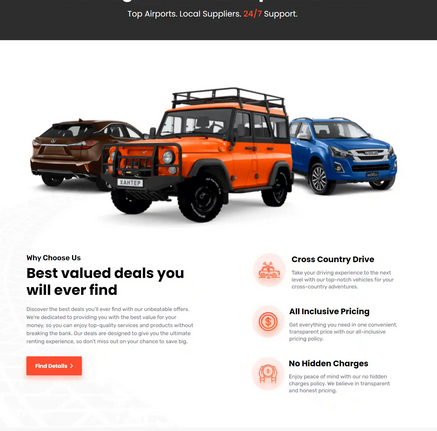 Top Airports. Local Suppliers. 24/7 Support.
ХАНТЕР
Why Choose Us
Best valued deals you
will ever find
Discover the best deals you'll ever find with our unbeatable offers.
We're dedicated to providing you with the best value for your
money, so you can enjoy top-quality services and products without
breaking the bank. Our deals are designed to give you the ultimate
renting experience, so don't miss out on your chance to save big.
Find Details
Cross Country Drive
Take your driving experience to the next
level with our top-notch vehicles for your
cross-country adventures.
All Inclusive Pricing
Get everything you need in one convenient,
transparent price with our all-inclusive
pricing policy.
No Hidden Charges
Enjoy peace of mind with our no hidden
charges policy. We believe in transparent
and honest pricing.